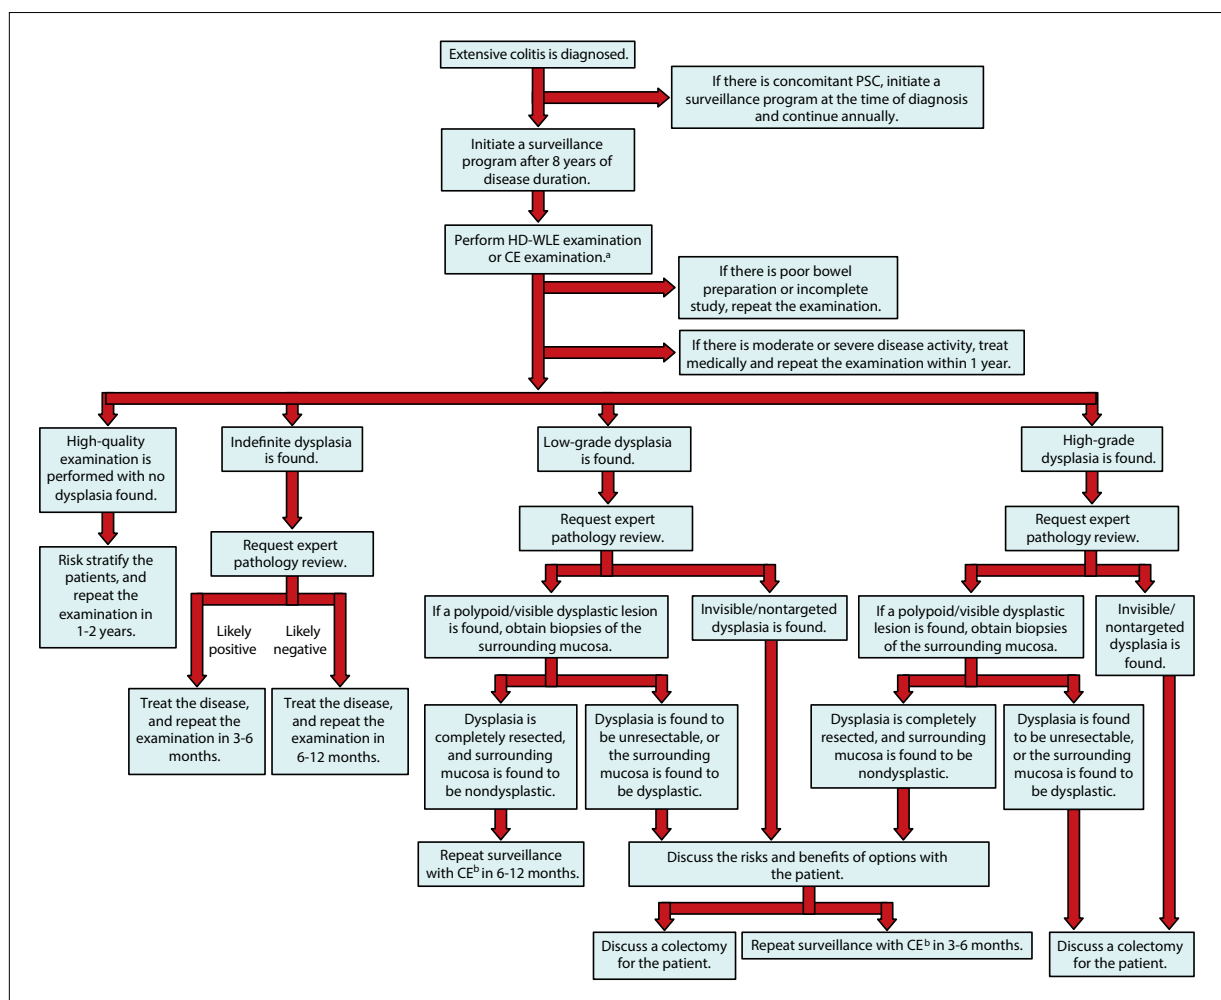 Extensive colitis is diagnosed.
If there is concomitant PSC, initiate
a surveillance program at the time of diagnosis
and continue annually.
Initiate a surveillance
program after 8 years of
disease duration.
Perform HD-WLE examination
or CE examination.ᵃ
If there is poor bowel
preparation or incomplete
study, repeat the examination.
If there is moderate or severe disease activity, treat
medically and repeat the examination within 1 year.
High-quality
examination is
performed with no
dysplasia found.
Indefinite dysplasia
is found.
Low-grade dysplasia
is found.
High-grade
dysplasia is found.
Risk stratify the
patients, and
repeat the
examination in
1-2 years.
Request expert
pathology review.
Request expert
pathology review.
Request expert
pathology review.
Likely
positive
Likely
negative
If a polypoid/visible dysplastic lesion
is found, obtain biopsies of the
surrounding mucosa.
Invisible/nontargeted
dysplasia is found.
If a polypoid/visible dysplastic
lesion is found, obtain biopsies
of the surrounding mucosa.
Invisible/
nontargeted
dysplasia is
found.
Treat the disease,
and repeat the
examination in 3-6
months.
Treat the disease,
and repeat the
examination in
6-12 months.
Dysplasia is
completely resected,
and surrounding
mucosa is found to
be nondysplastic.
Dysplasia is found to
be unresectable, or
the surrounding
mucosa is found to
be dysplastic.
Dysplasia is completely
resected, and surrounding
mucosa is found to be
nondysplastic.
Dysplasia is found
to be unresectable,
or the surrounding
mucosa is found to
be dysplastic.
Repeat surveillance
with CEᵇ in 6-12 months.
Discuss the risks and benefits of options with
the patient.
Discuss a colectomy
for the patient.
Repeat surveillance with CEᵇ in 3-6 months.
Discuss a colectomy
for the patient.